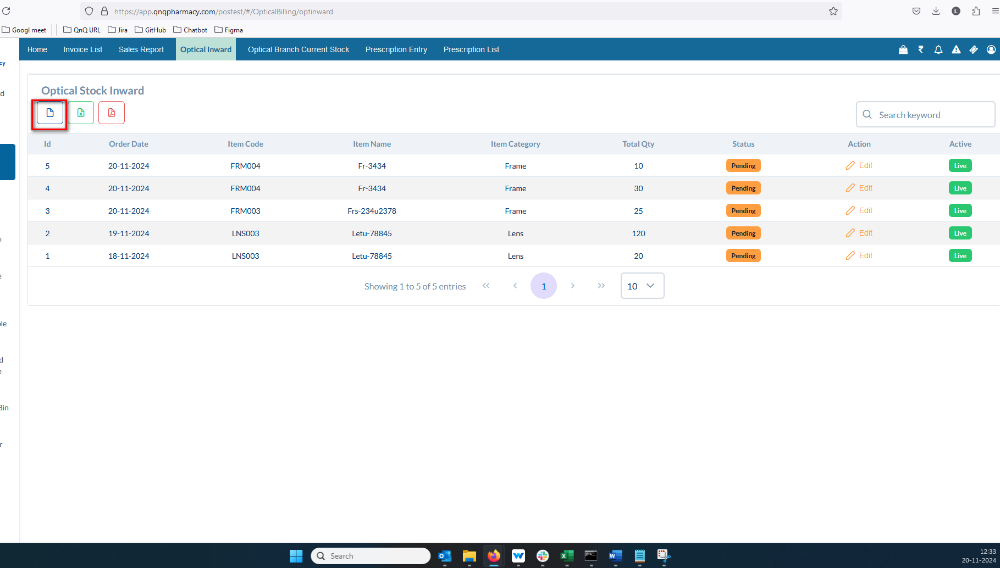 https://app.qnqpharmacy.com/postest/#/OpticalBilling/optinward
L
Googl meet QnQ URL Jira GitHub Chatbot Figma
Home Invoice List Sales Report Optical Inward Optical Branch Current Stock Prescription Entry Prescription List
cy
d
Optical Stock Inward
Search keyword
Id Order Date Item Code Item Name Item Category Total Qty Status Action Active
5 20-11-2024 FRM004 Fr-3434 Frame 10 Pending Edit Live
4 20-11-2024 FRM004 Fr-3434 Frame 30 Pending Edit Live
3 20-11-2024 FRM003 Frs-234u2378 Frame 25 Pending Edit Live
2 19-11-2024 LNS003 Letu-78845 Lens 120 Pending Edit Live
e
1 18-11-2024 LNS003 Letu-78845 Lens 20 Pending Edit Live
e
Showing 1 to 5 of 5 entries « ‹ 1 › » 10
ole
d
e
Bin
r
Search
12:33
20-11-2024